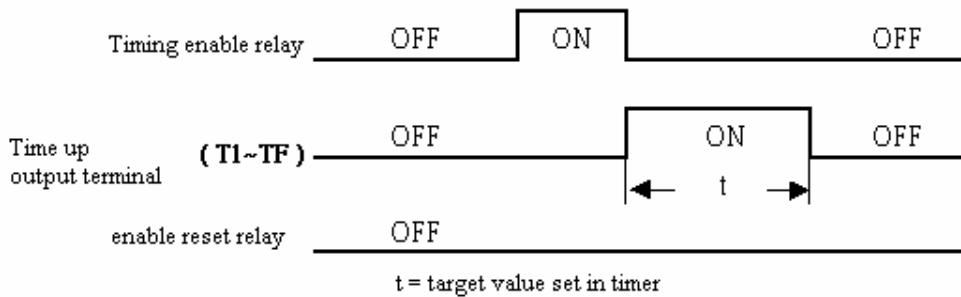 Timing enable relay OFF ON OFF
Time up
output terminal ( T1~TF ) OFF ON OFF
t
enable reset relay OFF
t = target value set in timer